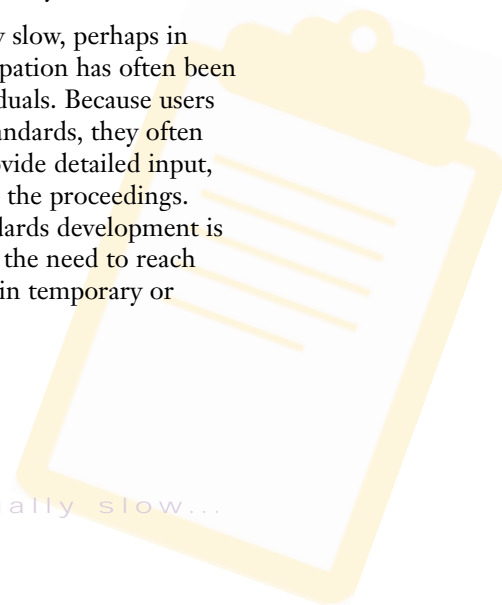 y slow, perhaps in
pation has often been
duals. Because users
andards, they often
vide detailed input,
the proceedings.
dards development is
the need to reach
in temporary or
ally slow...